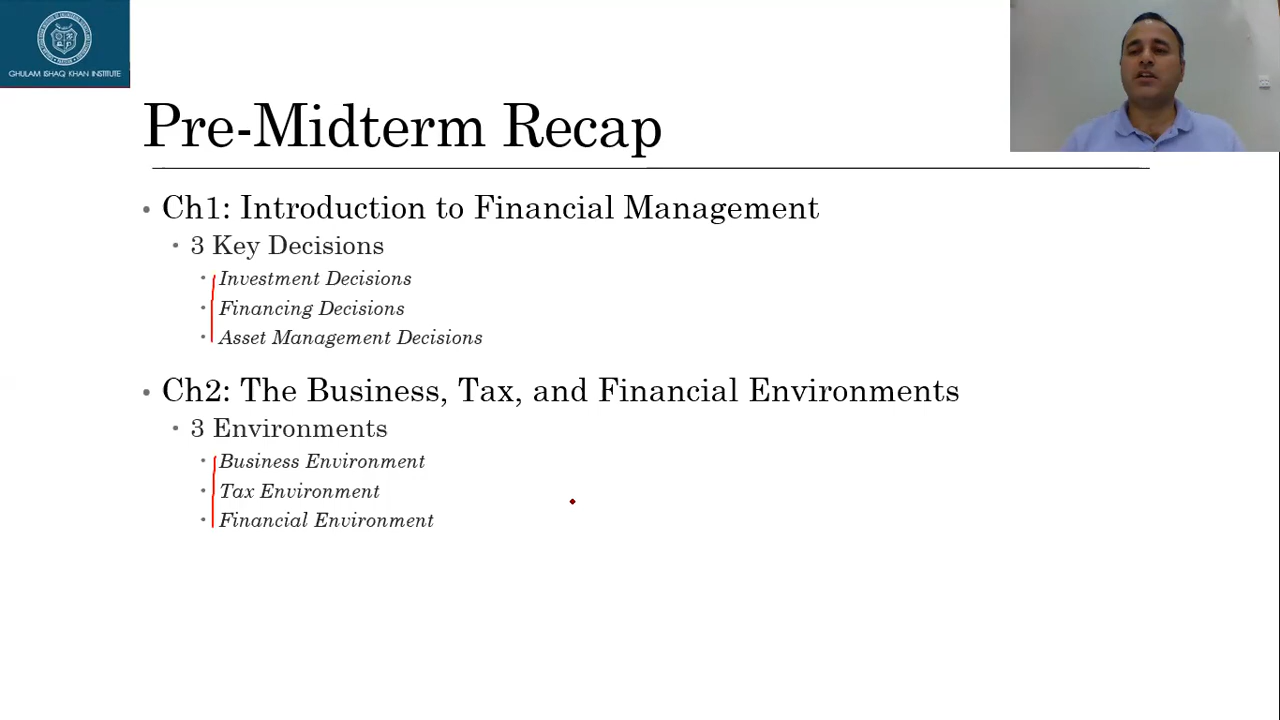 GHULAM ISHAQ KHAN INSTITUTE
Pre-Midterm Recap
• Ch1: Introduction to Financial Management
• 3 Key Decisions
• Investment Decisions
• Financing Decisions
• Asset Management Decisions
• Ch2: The Business, Tax, and Financial Environments
• 3 Environments
• Business Environment
• Tax Environment
• Financial Environment